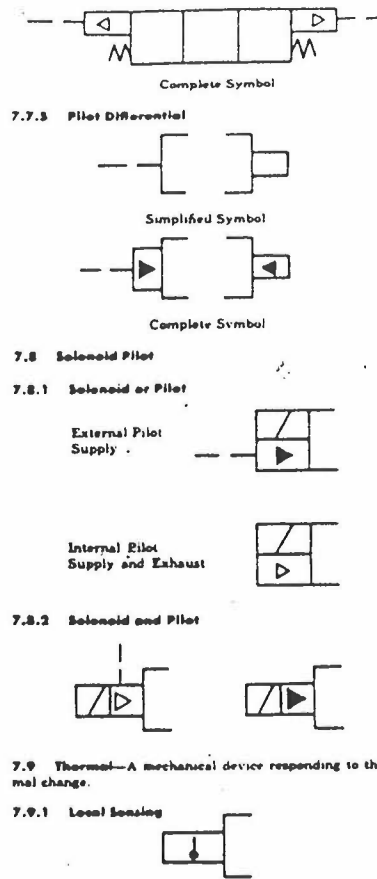 Complete Symbol
7.7.3 Pilot Differential
Simplified Symbol
Complete Symbol
7.8 Solenoid Pilot
7.8.1 Solenoid or Pilot
External Pilot
Supply .
Internal Pilot
Supply and Exhaust
7.8.2 Solenoid and Pilot
7.9 Thermal—A mechanical device responding to ther
mal change.
7.9.1 Local Sensing